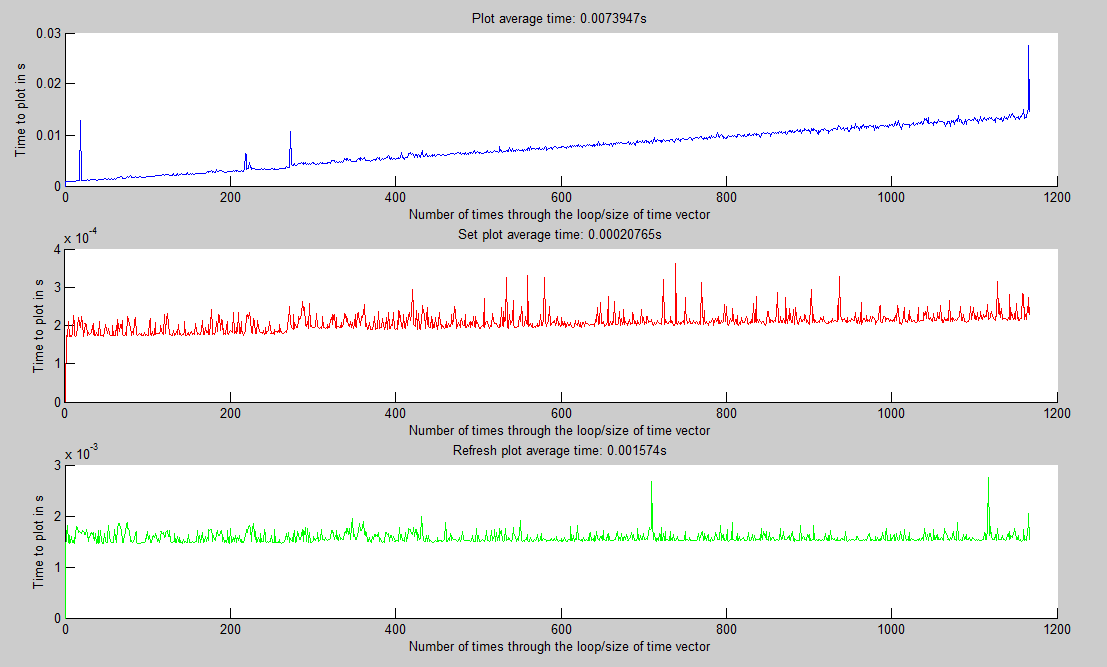 Plot average time: 0.0073947s
0.03
0.02
0.01
0
Time to plot in s
0 200 400 600 800 1000 1200
Number of times through the loop/size of time vector
Set plot average time: 0.00020765s
x 10^-4
4
3
2
1
0
Time to plot in s
0 200 400 600 800 1000 1200
Number of times through the loop/size of time vector
Refresh plot average time: 0.001574s
x 10^-3
3
2
1
0
Time to plot in s
0 200 400 600 800 1000 1200
Number of times through the loop/size of time vector